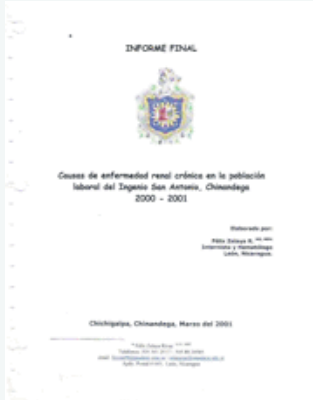 INFORME FINAL
Causas de enfermedad renal crónica en la población
laboral del Ingenio San Antonio, Chinandega
2000 - 2001
Elaborado por:
Félix Zelaya R.
Internista y Hematólogo
León, Nicaragua.
Chichigalpa, Chinandega, Marzo del 2001